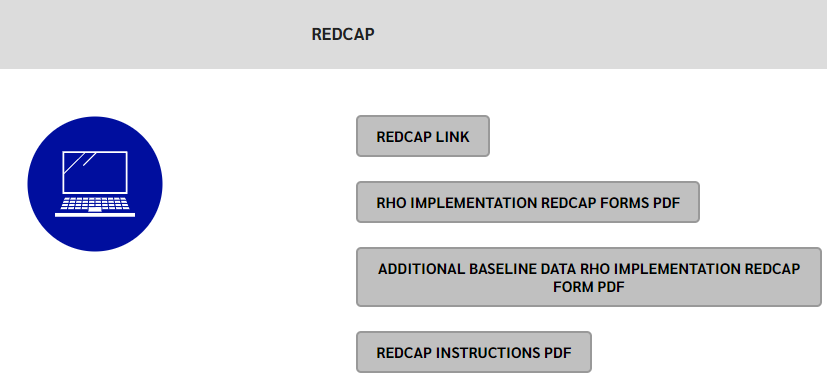 REDCAP
REDCAP LINK
RHO IMPLEMENTATION REDCAP FORMS PDF
ADDITIONAL BASELINE DATA RHO IMPLEMENTATION REDCAP
FORM PDF
REDCAP INSTRUCTIONS PDF